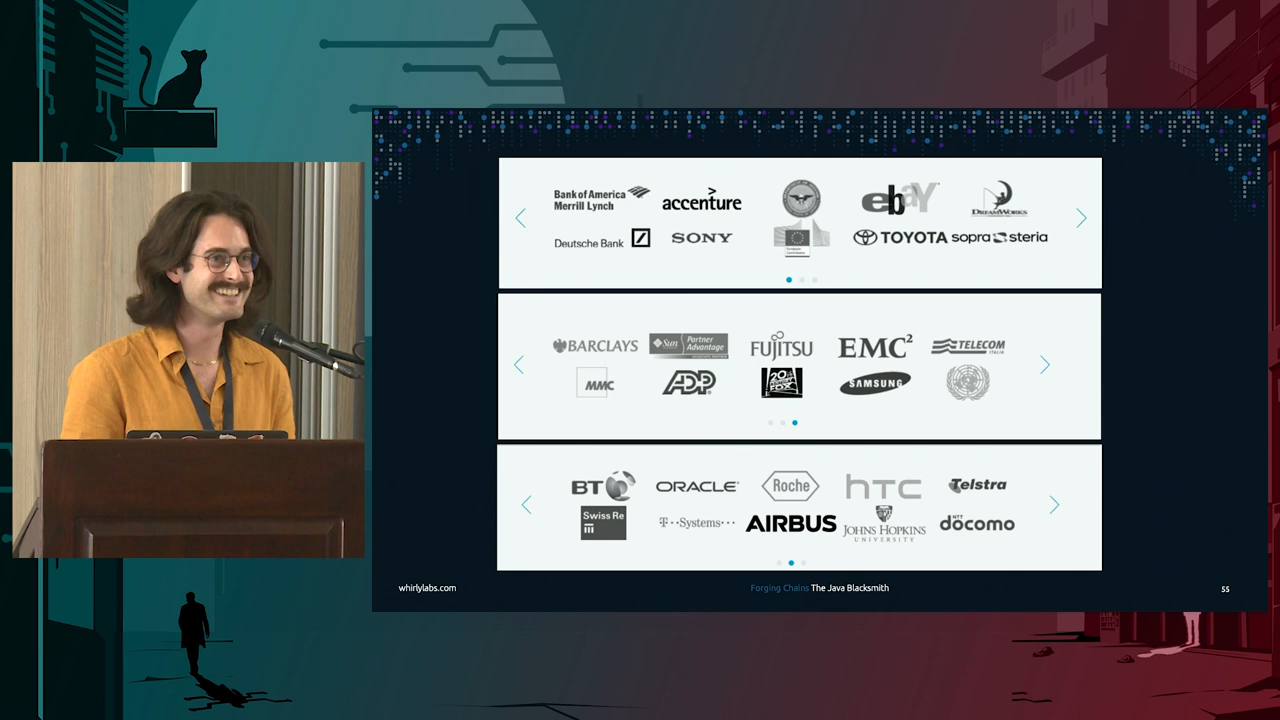 Bank of America
Merrill Lynch
accenture
ebay
DREAMWORKS
Deutsche Bank
SONY
TOYOTA
sopra steria
BARCLAYS
Sun
Partner
Advantage
FUJITSU
EMC²
TELECOM
ITALIA
MMC
ADP
20th
CENTURY
FOX
SAMSUNG
BT
ORACLE
Roche
hTC
Telstra
Swiss Re
T··Systems···
AIRBUS
JOHNS HOPKINS
UNIVERSITY
NTT
docomo
whirlylabs.com
Forging Chains The Java Blacksmith
55